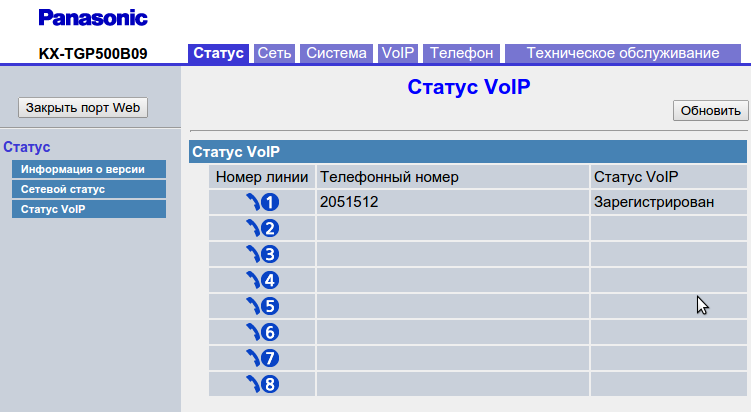 Panasonic
KX-TGP500B09
Статус Сеть Система VoIP Телефон Техническое обслуживание
Закрыть порт Web
Статус
Информация о версии
Сетевой статус
Статус VoIP
Статус VoIP
Обновить
Статус VoIP
Номер линии Телефонный номер Статус VoIP
1 2051512 Зарегистрирован
2
3
4
5
6
7
8